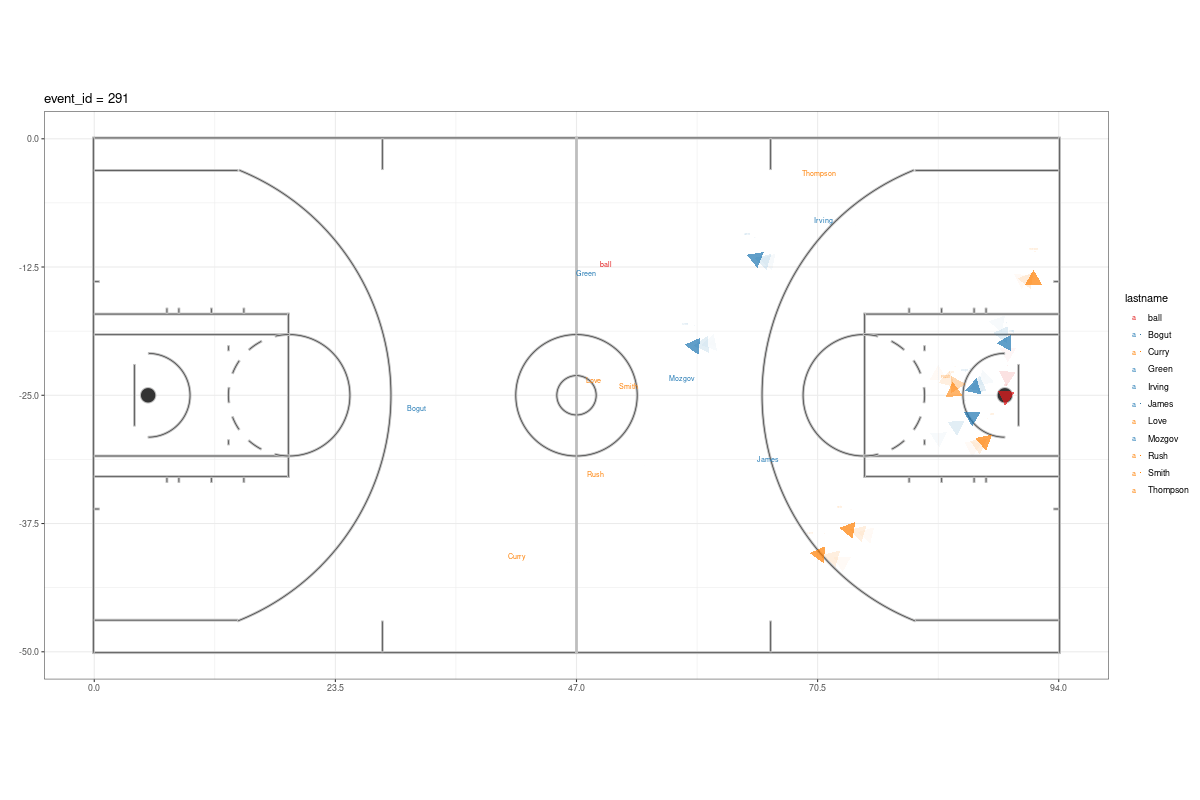 event_id = 291
0.0
Thompson
Irving
ball
-12.5
Green
Mozgov
Love
Smith
-25.0
Bogut
James
Rush
-37.5
Curry
-50.0
0.0 23.5 47.0 70.5 94.0
lastname
a ball
a Bogut
a Curry
a Green
a Irving
a James
a Love
a Mozgov
a Rush
a Smith
a Thompson